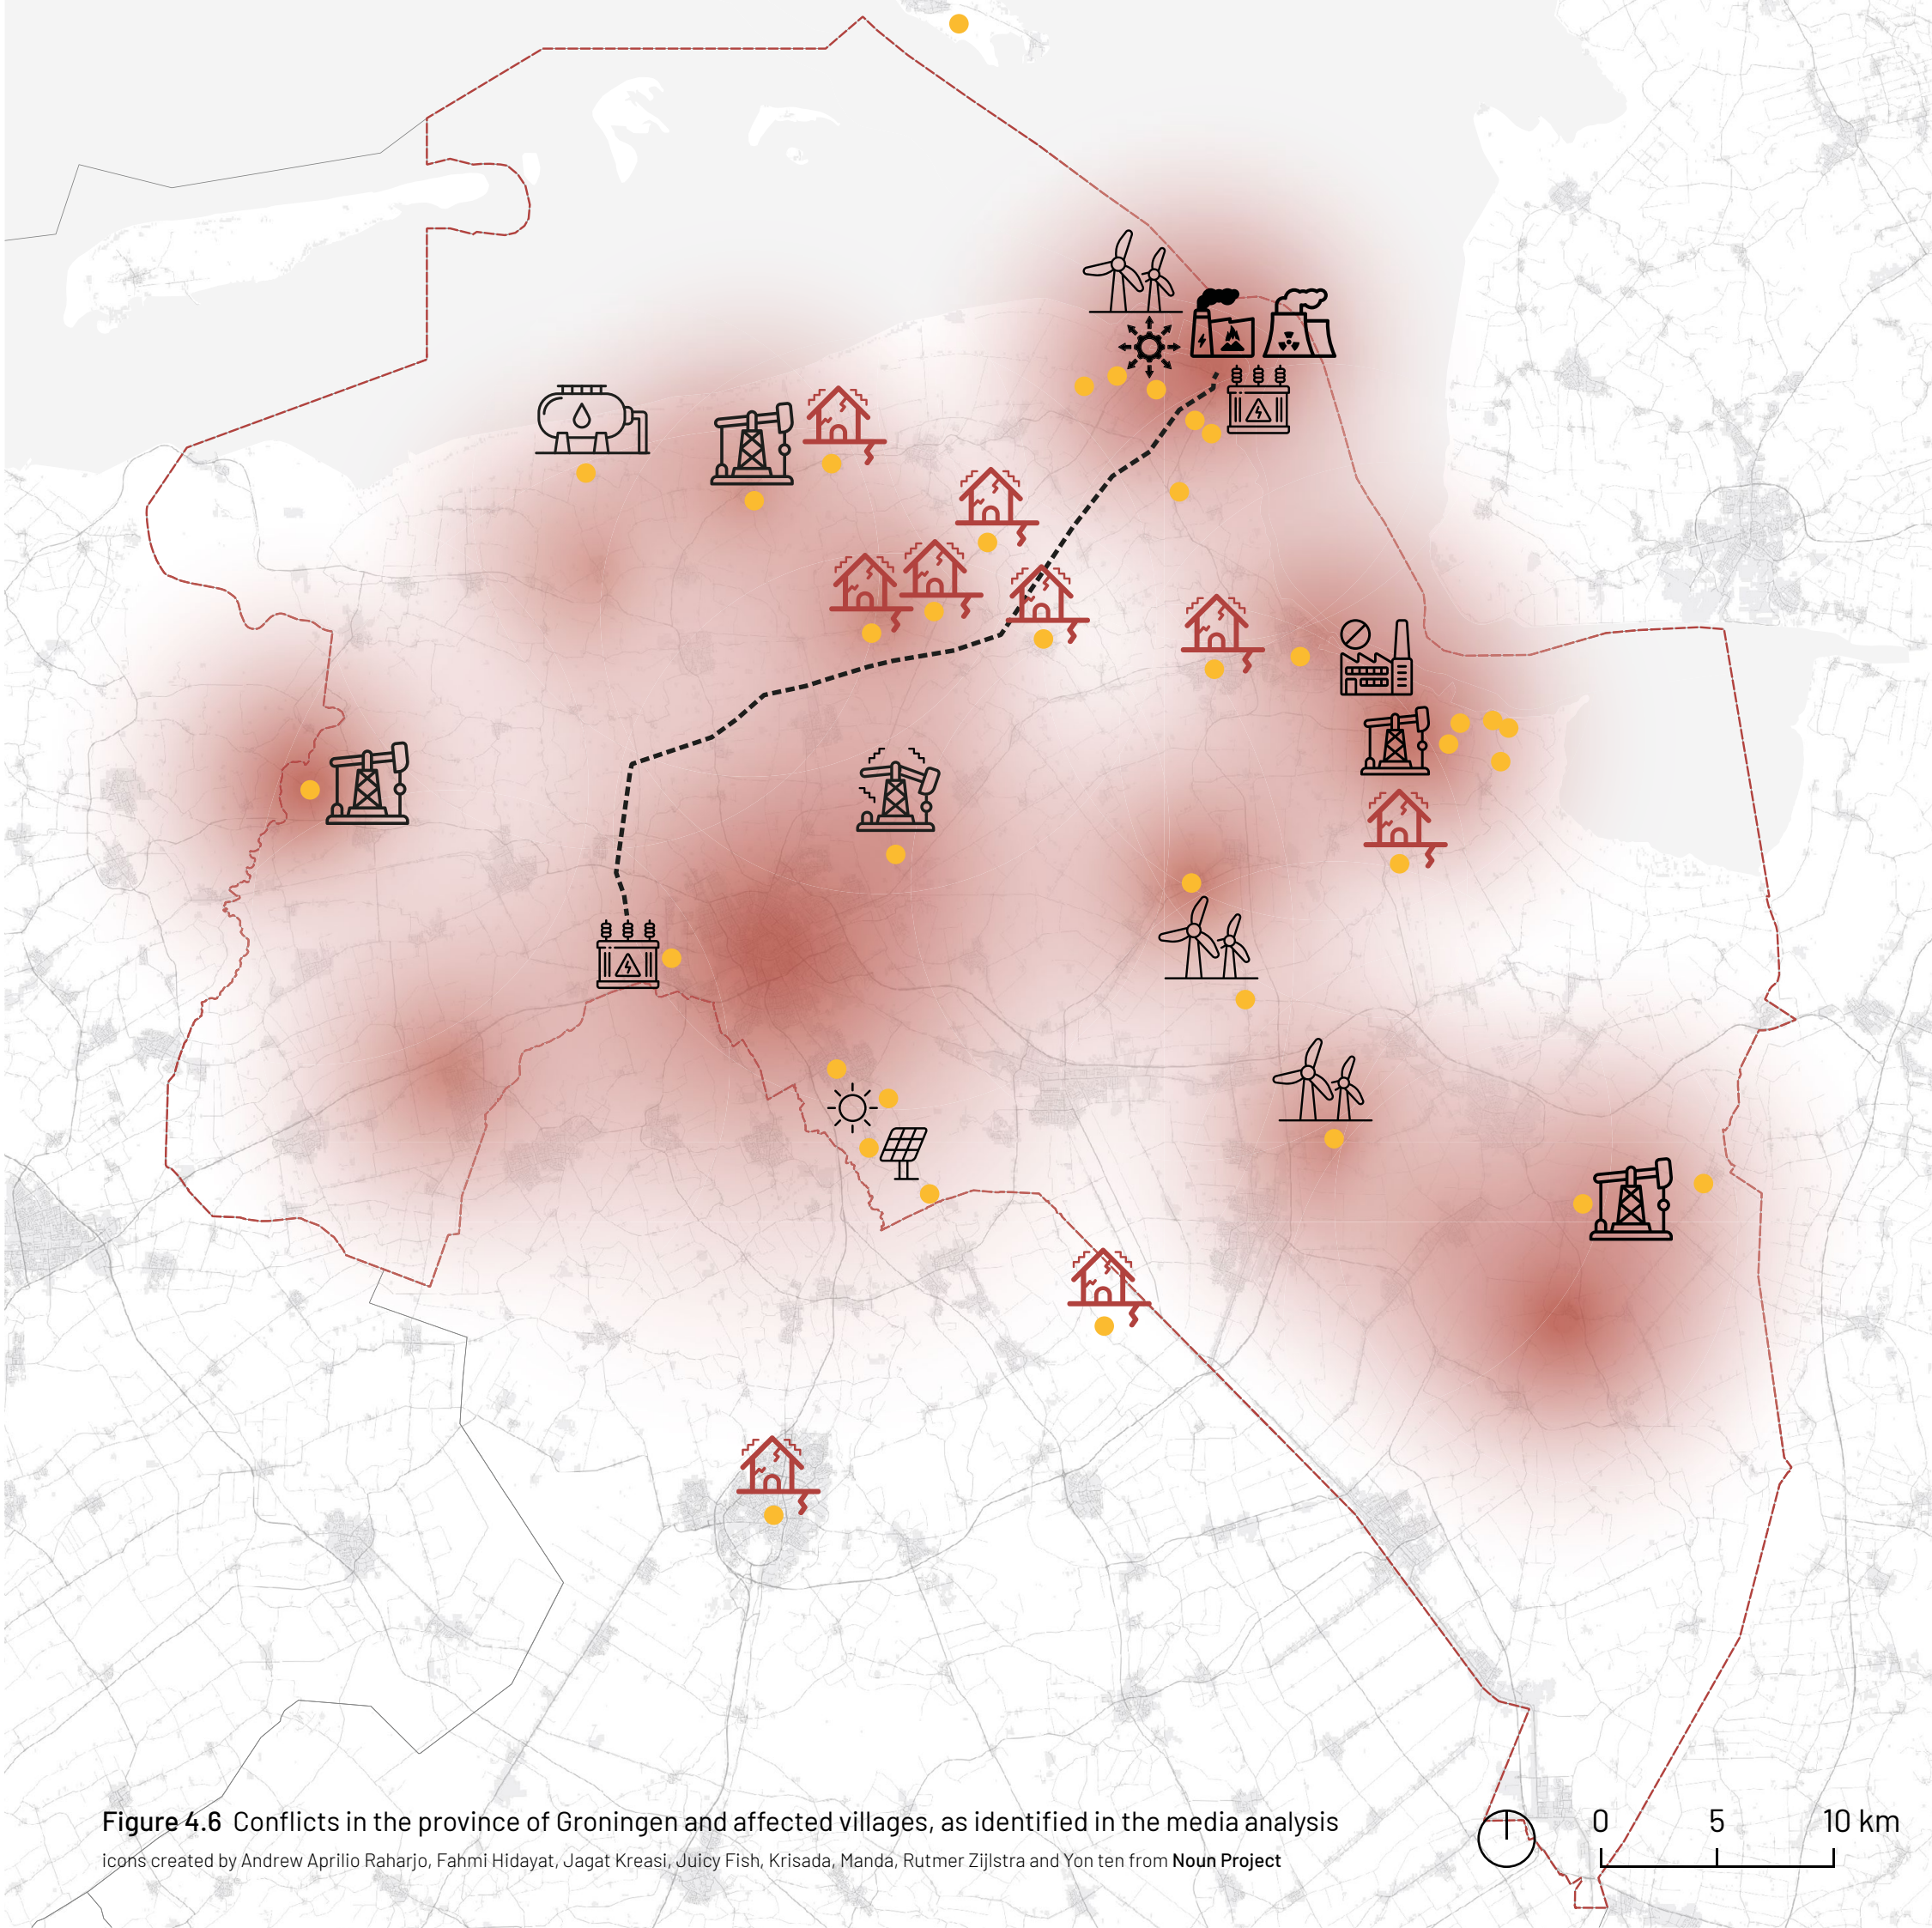 Figure 4.6 Conflicts in the province of Groningen and affected villages, as identified in the media analysis
icons created by Andrew Aprilio Raharjo, Fahmi Hidayat, Jagat Kreasi, Juicy Fish, Krisada, Manda, Rutmer Zijlstra and Yon ten from Noun Project
0 5 10 km